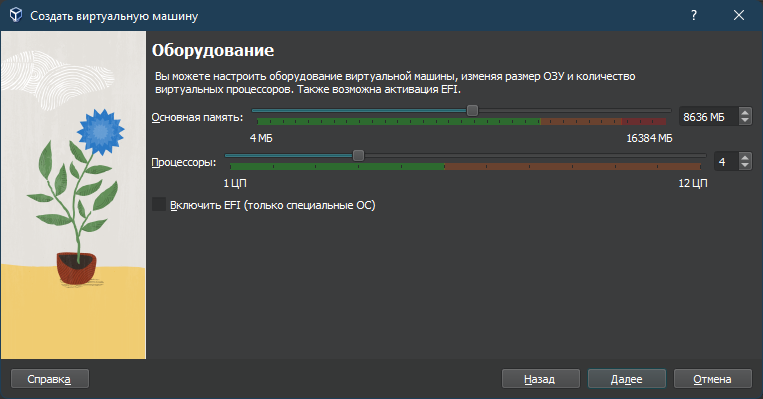 Создать виртуальную машину
?
Оборудование
Вы можете настроить оборудование виртуальной машины, изменяя размер ОЗУ и количество
виртуальных процессоров. Также возможна активация EFI.
Основная память:
8636 МБ
4 МБ
16384 МБ
Процессоры:
4
1 ЦП
12 ЦП
Включить EFI (только специальные ОС)
Справка
Назад
Далее
Отмена